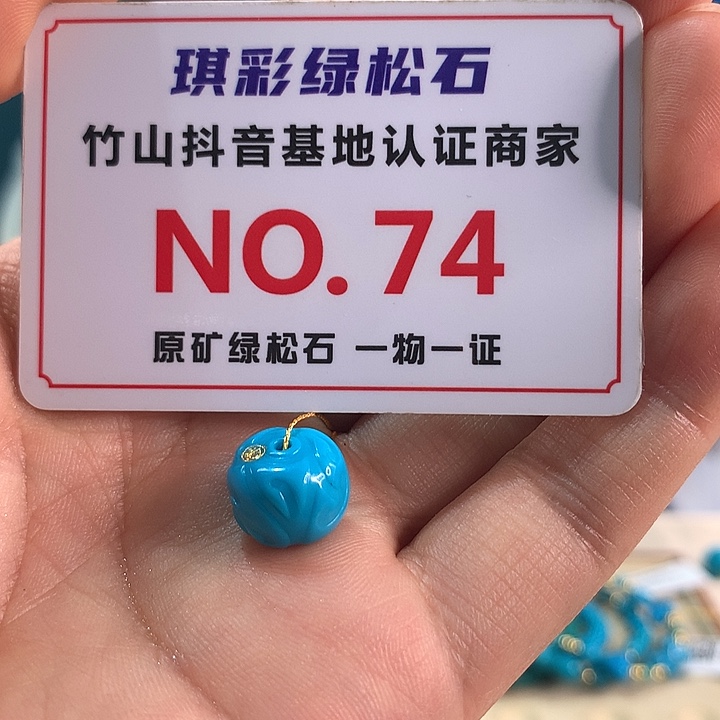 琪彩绿松石
竹山抖音基地认证商家
NO.74
原矿绿松石 一物一证